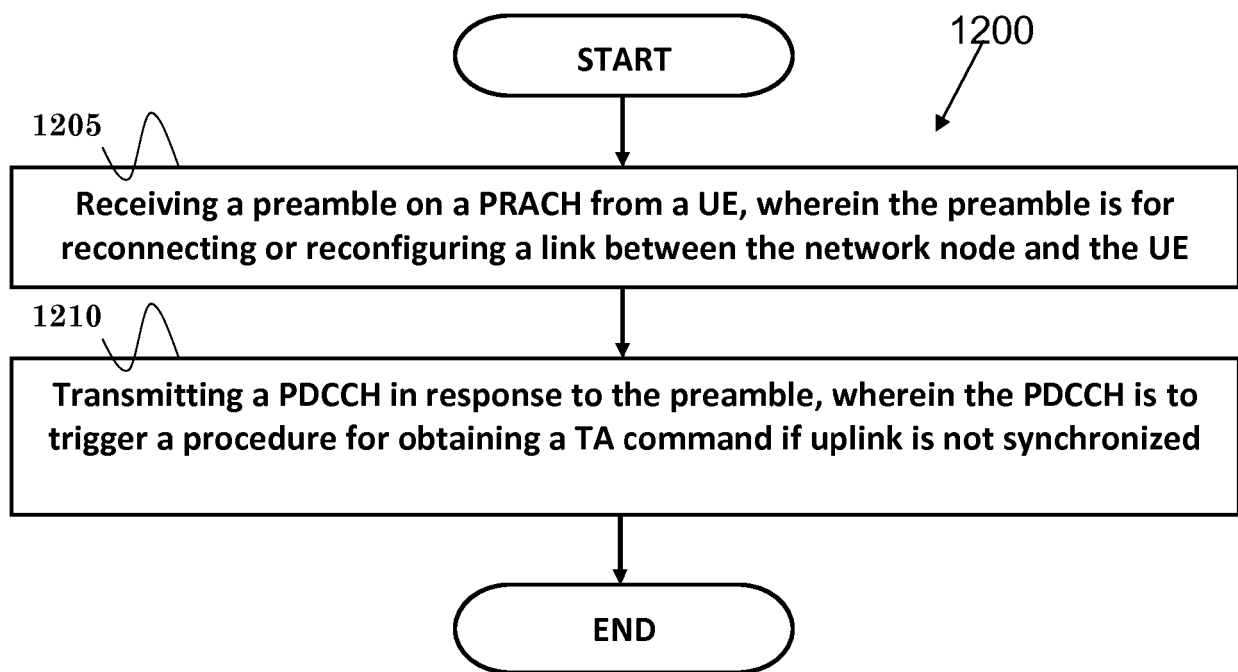 START
1200
1205
Receiving a preamble on a PRACH from a UE, wherein the preamble is for
reconnecting or reconfiguring a link between the network node and the UE
1210
Transmitting a PDCCH in response to the preamble, wherein the PDCCH is to
trigger a procedure for obtaining a TA command if uplink is not synchronized
END